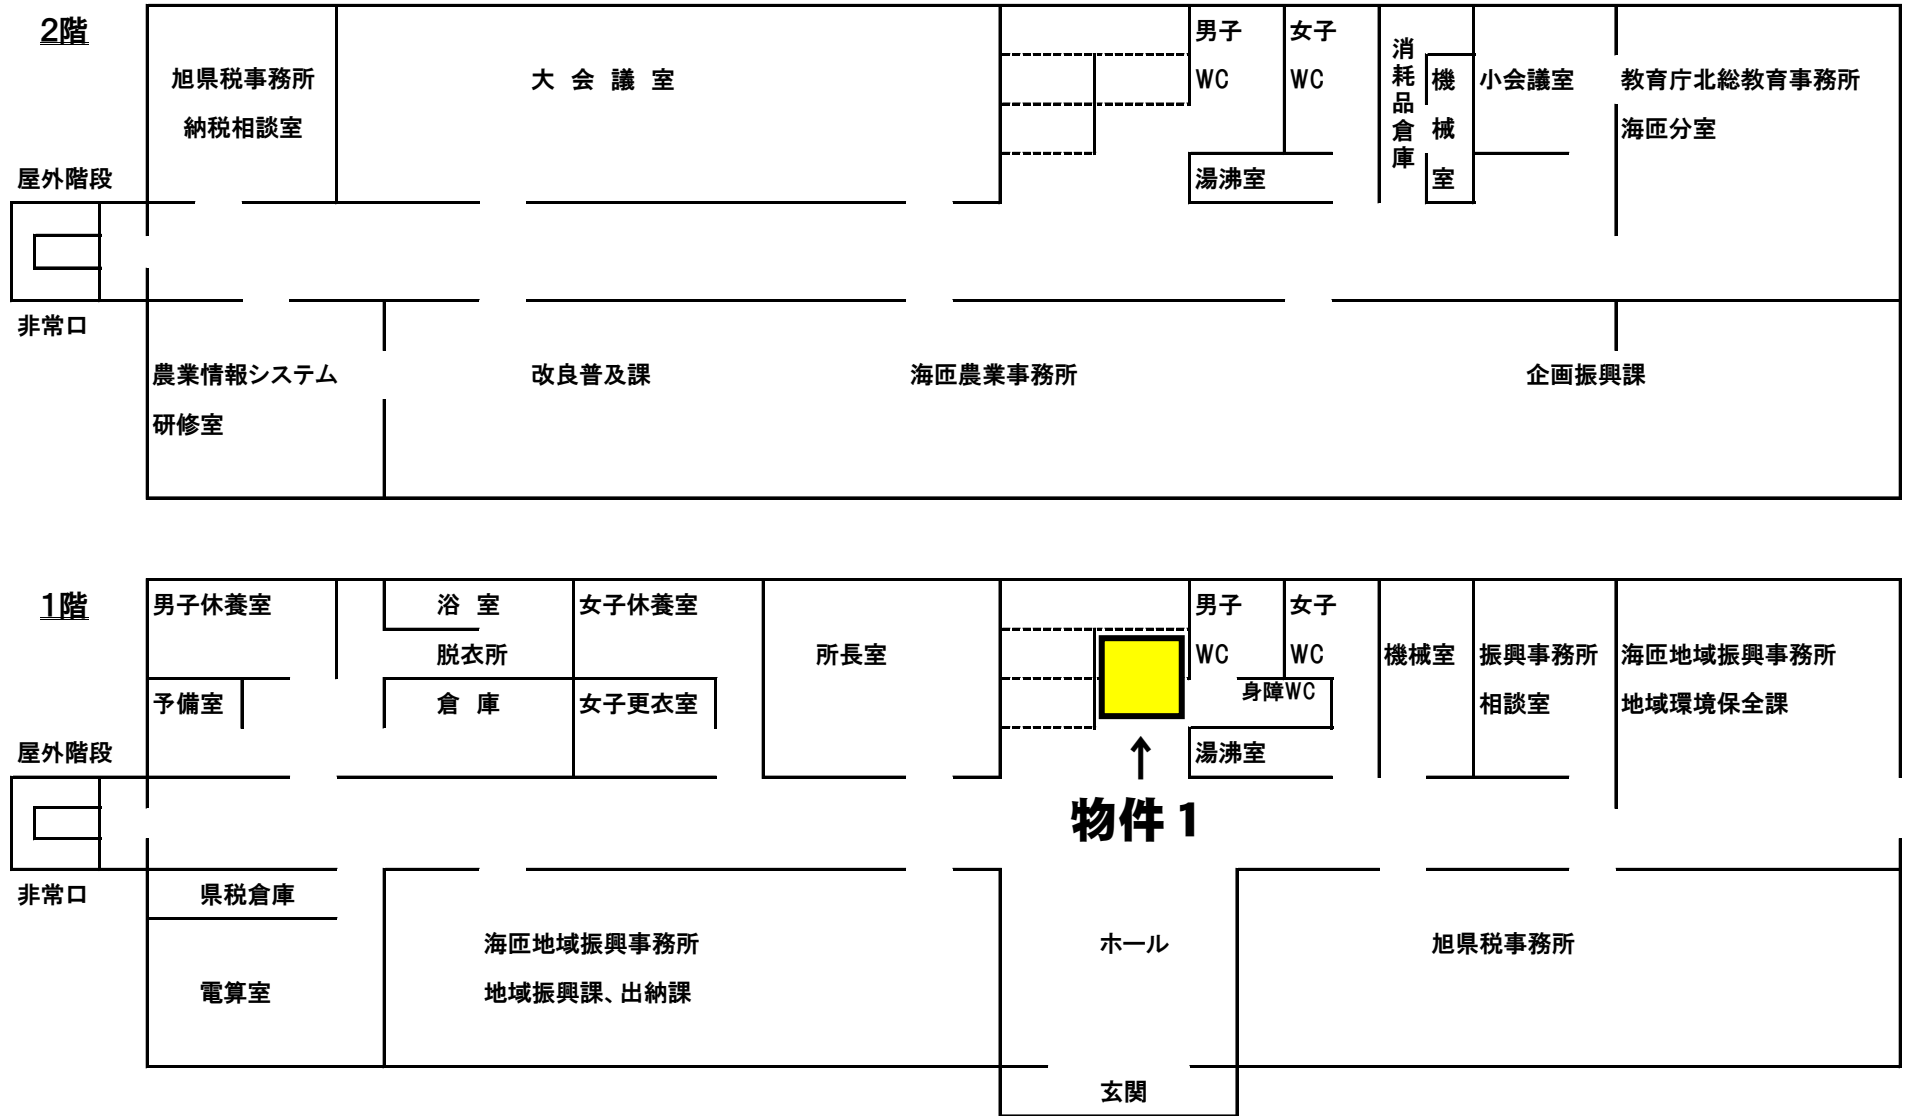 2階
男子 女子
消耗品倉庫
旭県税事務所 大 会 議 室 WC WC 機械室 小会議室 教育庁北総教育事務所
納税相談室 海匝分室
屋外階段 湯沸室
非常口
農業情報システム 改良普及課 海匝農業事務所 企画振興課
研修室
1階
男子休養室 浴 室 女子休養室 男子 女子
脱衣所 所長室 WC WC 機械室 振興事務所 海匝地域振興事務所
予備室 倉 庫 女子更衣室 身障WC 相談室 地域環境保全課
屋外階段 ↑ 湯沸室
物件1
非常口 県税倉庫
海匝地域振興事務所 ホール 旭県税事務所
電算室 地域振興課、出納課
玄関